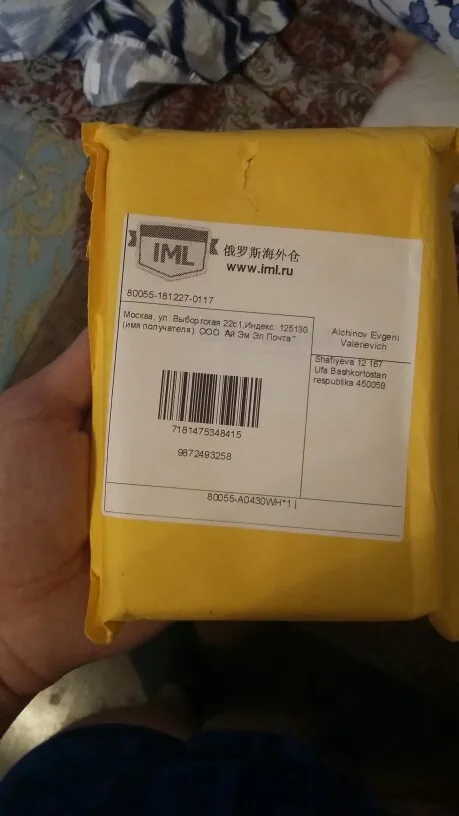 IML
俄罗斯海外仓
www.iml.ru
80055-181227-0117
Москва, ул. Выборгская 22с1,Индекс: 125130
(имя получателя) ООО "Ай Эм Эл Почта"
Alchinov Evgeni
Valerievich
Shafiyeva 12 167
Ufa Bashkortostan
respublika 450059
7181475348415
9872493258
80055-A0430WH*1 |